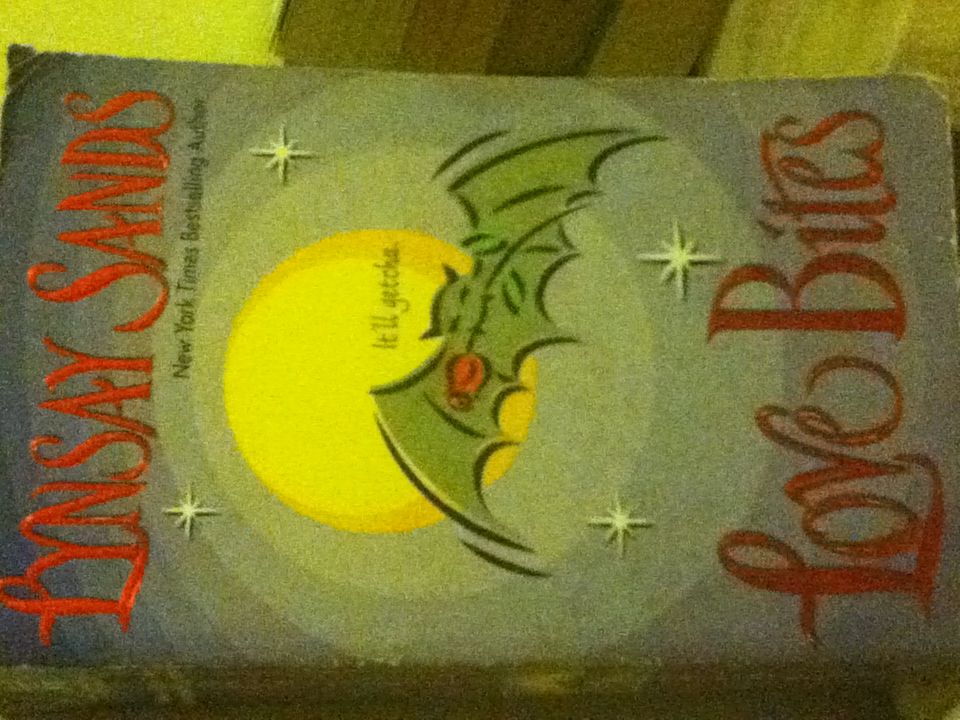 LYNSAY SANDS
New York Times Bestselling Author
It'll getcha.
Love Bites